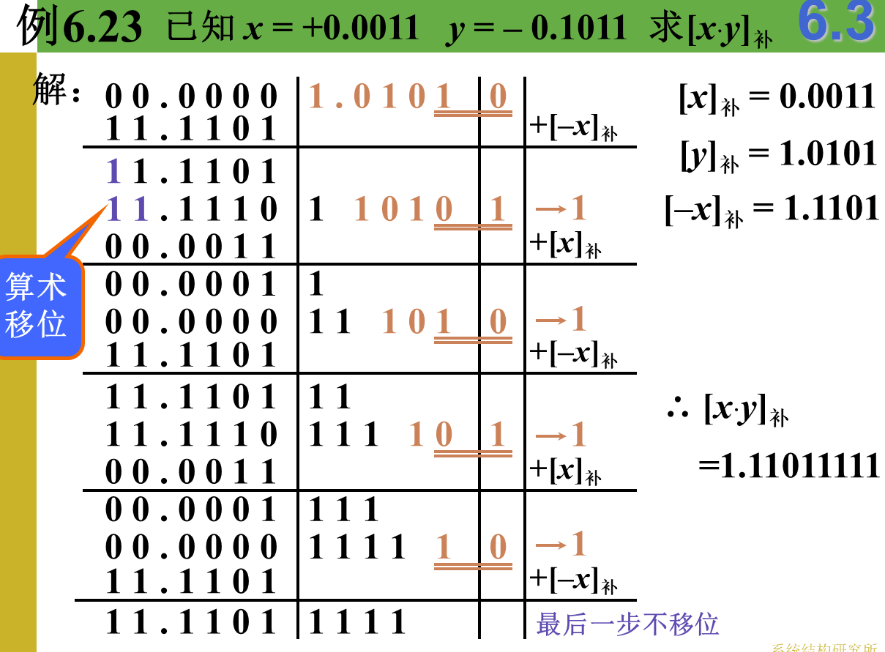 例6.23 已知 x = +0.0011 y = – 0.1011 求[x·y]补 6.3
解: 00.0000 1.0101 0 [x]补 = 0.0011
11.1101 +[–x]补
[y]补 = 1.0101
11.1101
11.1110 1 1010 1 →1 [–x]补 = 1.1101
00.0011 +[x]补
00.0001 1
算术
移位
00.0000 11 101 0 →1
11.1101 +[–x]补
11.1101 11
∴ [x·y]补
11.1110 111 10 1 →1
00.0011 +[x]补
=1.11011111
00.0001 111
00.0000 1111 1 0 →1
11.1101 +[–x]补
11.1101 1111 最后一步不移位
系统结构研究所